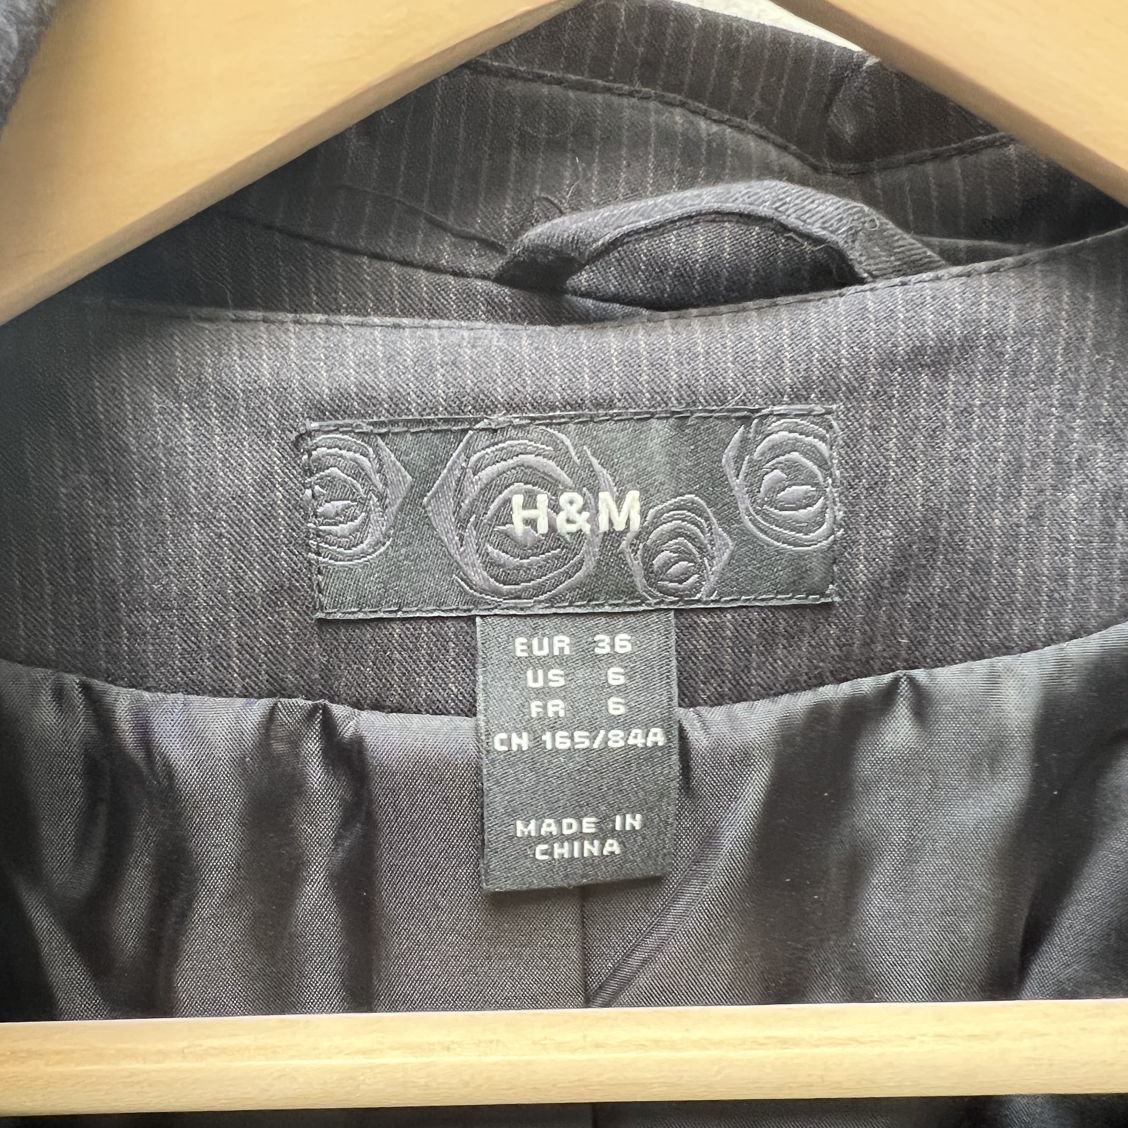 H&M
EUR 36
US 6
FR 6
CN 165/84A
MADE IN
CHINA